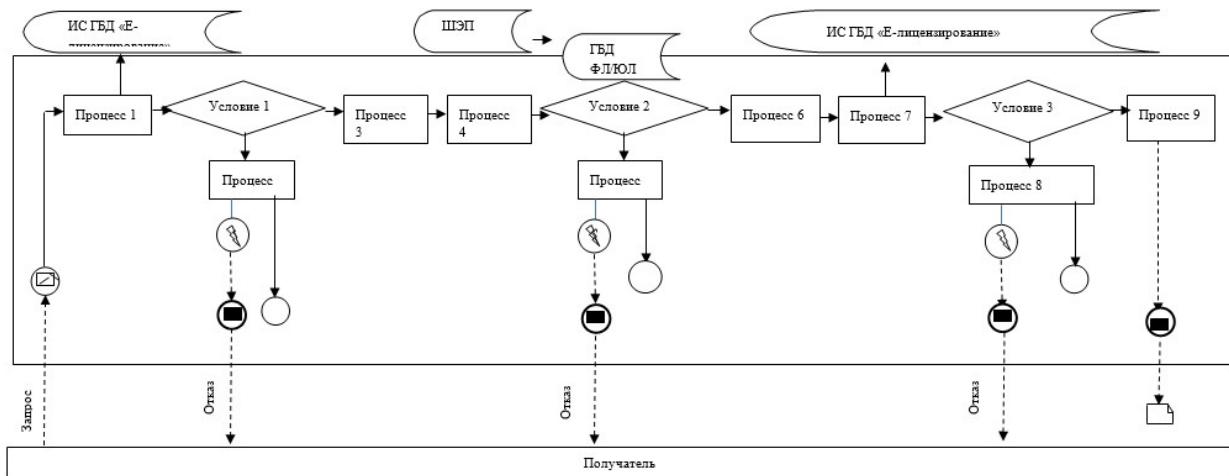 ИС ГБД «Е-
лицензирование»
ШЭП
ГБД
ФЛ/ЮЛ
ИС ГБД «Е-лицензирование»
Процесс 1
Условие 1
Процесс
3
Процесс
4
Условие 2
Процесс 6
Процесс 7
Условие 3
Процесс 9
Процесс
Процесс
Процесс 8
Запрос
Отказ
Отказ
Отказ
Получатель